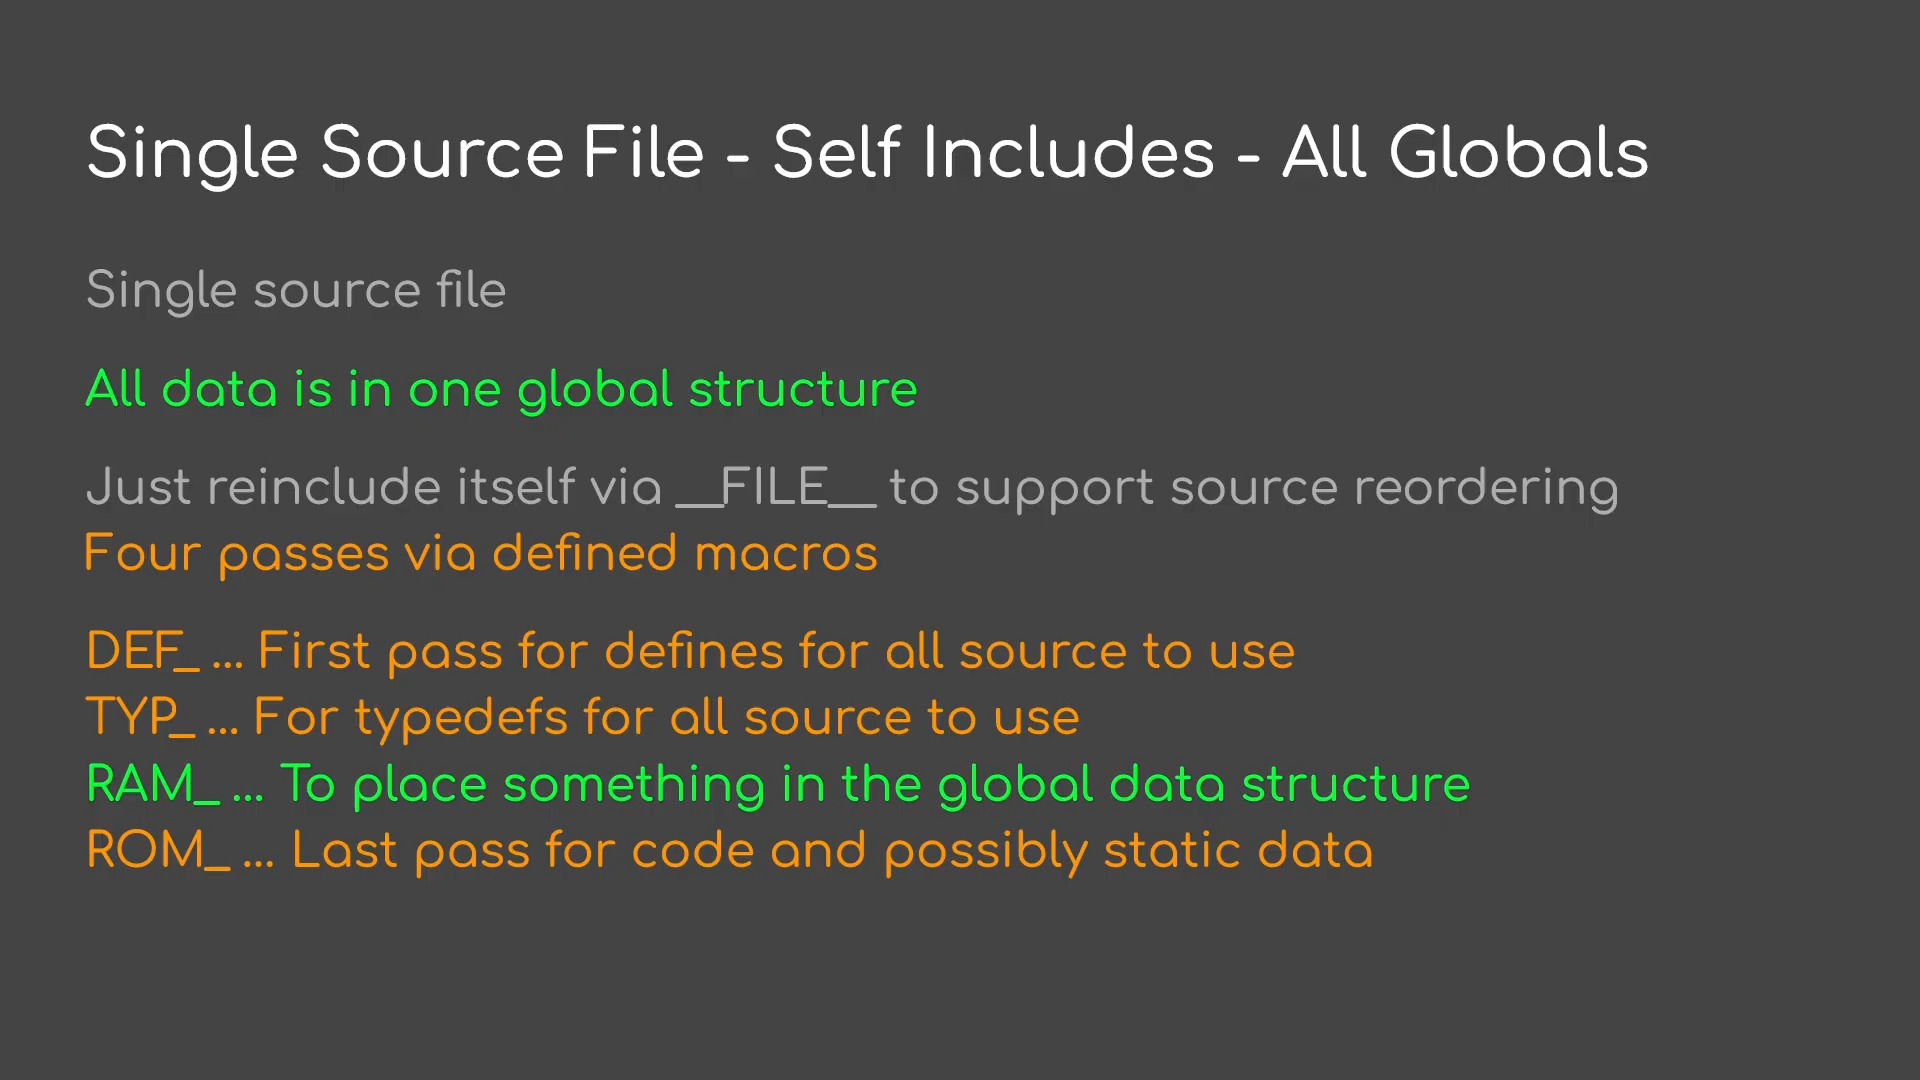 Single Source File - Self Includes - All Globals
Single source file
All data is in one global structure
Just reinclude itself via __FILE__ to support source reordering
Four passes via defined macros
DEF_ ... First pass for defines for all source to use
TYP_ ... For typedefs for all source to use
RAM_ ... To place something in the global data structure
ROM_ ... Last pass for code and possibly static data